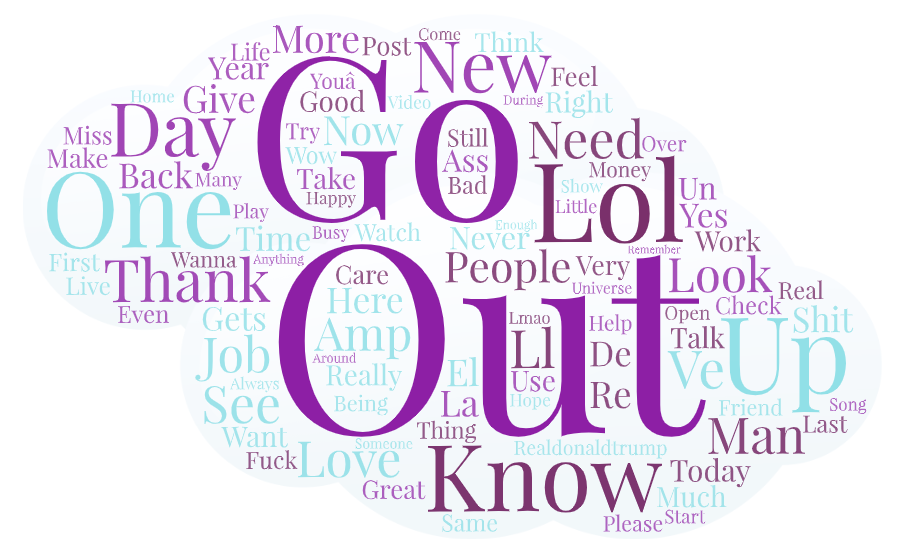 Come
More
Post
Think
Life
New
Year
Feel
Youâ
Home
Give
Good
Video
During
Right
Day
Go
Miss
Try
Now
Still
Need
Over
Make
Wow
Ass
Money
Back
Many
Take
Bad
Lol
Show
Un
Happy
Little
One
Play
Yes
Time
Busy
Watch
Enough
Never
Work
Remember
First
Wanna
Anything
People
Very
Look
Thank
Care
Universe
Live
Real
Here
Out
Check
Even
Gets
Amp
Lmao
Help
Open
Up
Shit
Job
Around
Ll
Talk
Really
El
Use
De
Ve
Always
See
Being
La
Hope
Re
Friend
Song
Want
Thing
Man
Last
Someone
Realdonaldtrump
Fuck
Love
Know
Today
Great
Much
Same
Please
Start